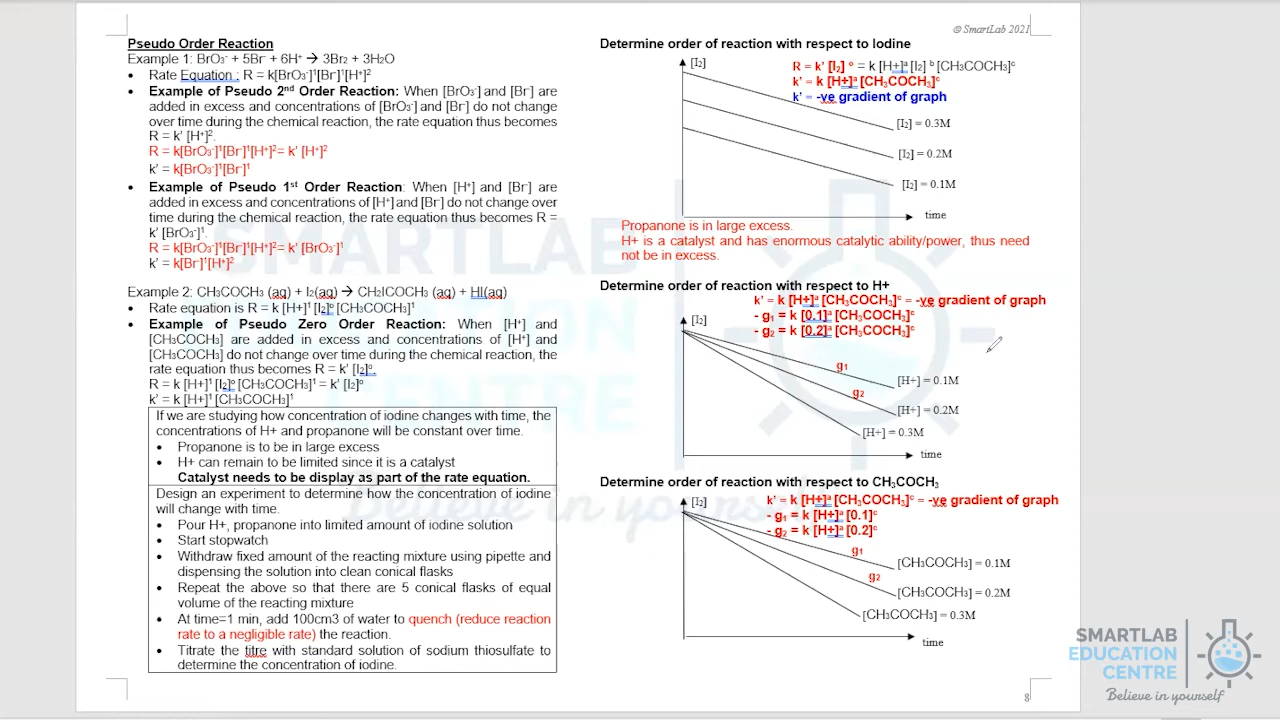 © SmartLab 2021
Pseudo Order Reaction
Example 1: BrO₃⁻ + 5Br⁻ + 6H⁺ → 3Br₂ + 3H₂O
• Rate Equation : R = k[BrO₃⁻]¹[Br⁻]¹[H⁺]²
• Example of Pseudo 2ⁿᵈ Order Reaction: When [BrO₃⁻] and [Br⁻] are
added in excess and concentrations of [BrO₃⁻] and [Br⁻] do not change
over time during the chemical reaction, the rate equation thus becomes
R = k’ [H⁺]².
R = k[BrO₃⁻]¹[Br⁻]¹[H⁺]²= k’ [H⁺]²
k’ = k[BrO₃⁻]¹[Br⁻]¹
• Example of Pseudo 1ˢᵗ Order Reaction: When [H⁺] and [Br⁻] are
added in excess and concentrations of [H⁺] and [Br⁻] do not change over
time during the chemical reaction, the rate equation thus becomes R =
k’ [BrO₃⁻]¹.
R = k[BrO₃⁻]¹[Br⁻]¹[H⁺]²= k’ [BrO₃⁻]¹
k’ = k[Br⁻]¹[H⁺]²
Example 2: CH₃COCH₃ (aq) + I₂(aq) → CH₂ICOCH₃ (aq) + HI(aq)
• Rate equation is R = k [H+]¹ [I₂]⁰ [CH₃COCH₃]¹
• Example of Pseudo Zero Order Reaction: When [H⁺] and
[CH₃COCH₃] are added in excess and concentrations of [H⁺] and
[CH₃COCH₃] do not change over time during the chemical reaction, the
rate equation thus becomes R = k’ [I₂]⁰.
R = k [H+]¹ [I₂]⁰ [CH₃COCH₃]¹ = k’ [I₂]⁰
k’ = k [H+]¹ [CH₃COCH₃]¹
If we are studying how concentration of iodine changes with time, the
concentrations of H+ and propanone will be constant over time.
• Propanone is to be in large excess
• H+ can remain to be limited since it is a catalyst
Catalyst needs to be display as part of the rate equation.
Design an experiment to determine how the concentration of iodine
will change with time.
• Pour H+, propanone into limited amount of iodine solution
• Start stopwatch
• Withdraw fixed amount of the reacting mixture using pipette and
dispensing the solution into clean conical flasks
• Repeat the above so that there are 5 conical flasks of equal
volume of the reacting mixture
• At time=1 min, add 100cm3 of water to quench (reduce reaction
rate to a negligible rate) the reaction.
• Titrate the titre with standard solution of sodium thiosulfate to
determine the concentration of iodine.
Determine order of reaction with respect to Iodine
[I₂]
R = k’ [I₂] ⁰ = k [H+]ᵃ [I₂] ᵇ [CH₃COCH₃]ᶜ
k’ = k [H+]ᵃ [CH₃COCH₃]ᶜ
k’ = -ve gradient of graph
[I₂] = 0.3M
[I₂] = 0.2M
[I₂] = 0.1M
time
Propanone is in large excess.
H+ is a catalyst and has enormous catalytic ability/power, thus need
not be in excess.
Determine order of reaction with respect to H+
k’ = k [H+]ᵃ [CH₃COCH₃]ᶜ = -ve gradient of graph
- g₁ = k [0.1]ᵃ [CH₃COCH₃]ᶜ
- g₂ = k [0.2]ᵃ [CH₃COCH₃]ᶜ
[I₂]
g₁
g₂
[H+] = 0.1M
[H+] = 0.2M
[H+] = 0.3M
time
Determine order of reaction with respect to CH₃COCH₃
k’ = k [H+]ᵃ [CH₃COCH₃]ᶜ = -ve gradient of graph
- g₁ = k [H+]ᵃ [0.1]ᶜ
- g₂ = k [H+]ᵃ [0.2]ᶜ
[I₂]
g₁
g₂
[CH₃COCH₃] = 0.1M
[CH₃COCH₃] = 0.2M
[CH₃COCH₃] = 0.3M
time
8
SMARTLAB
EDUCATION
CENTRE
Believe in yourself